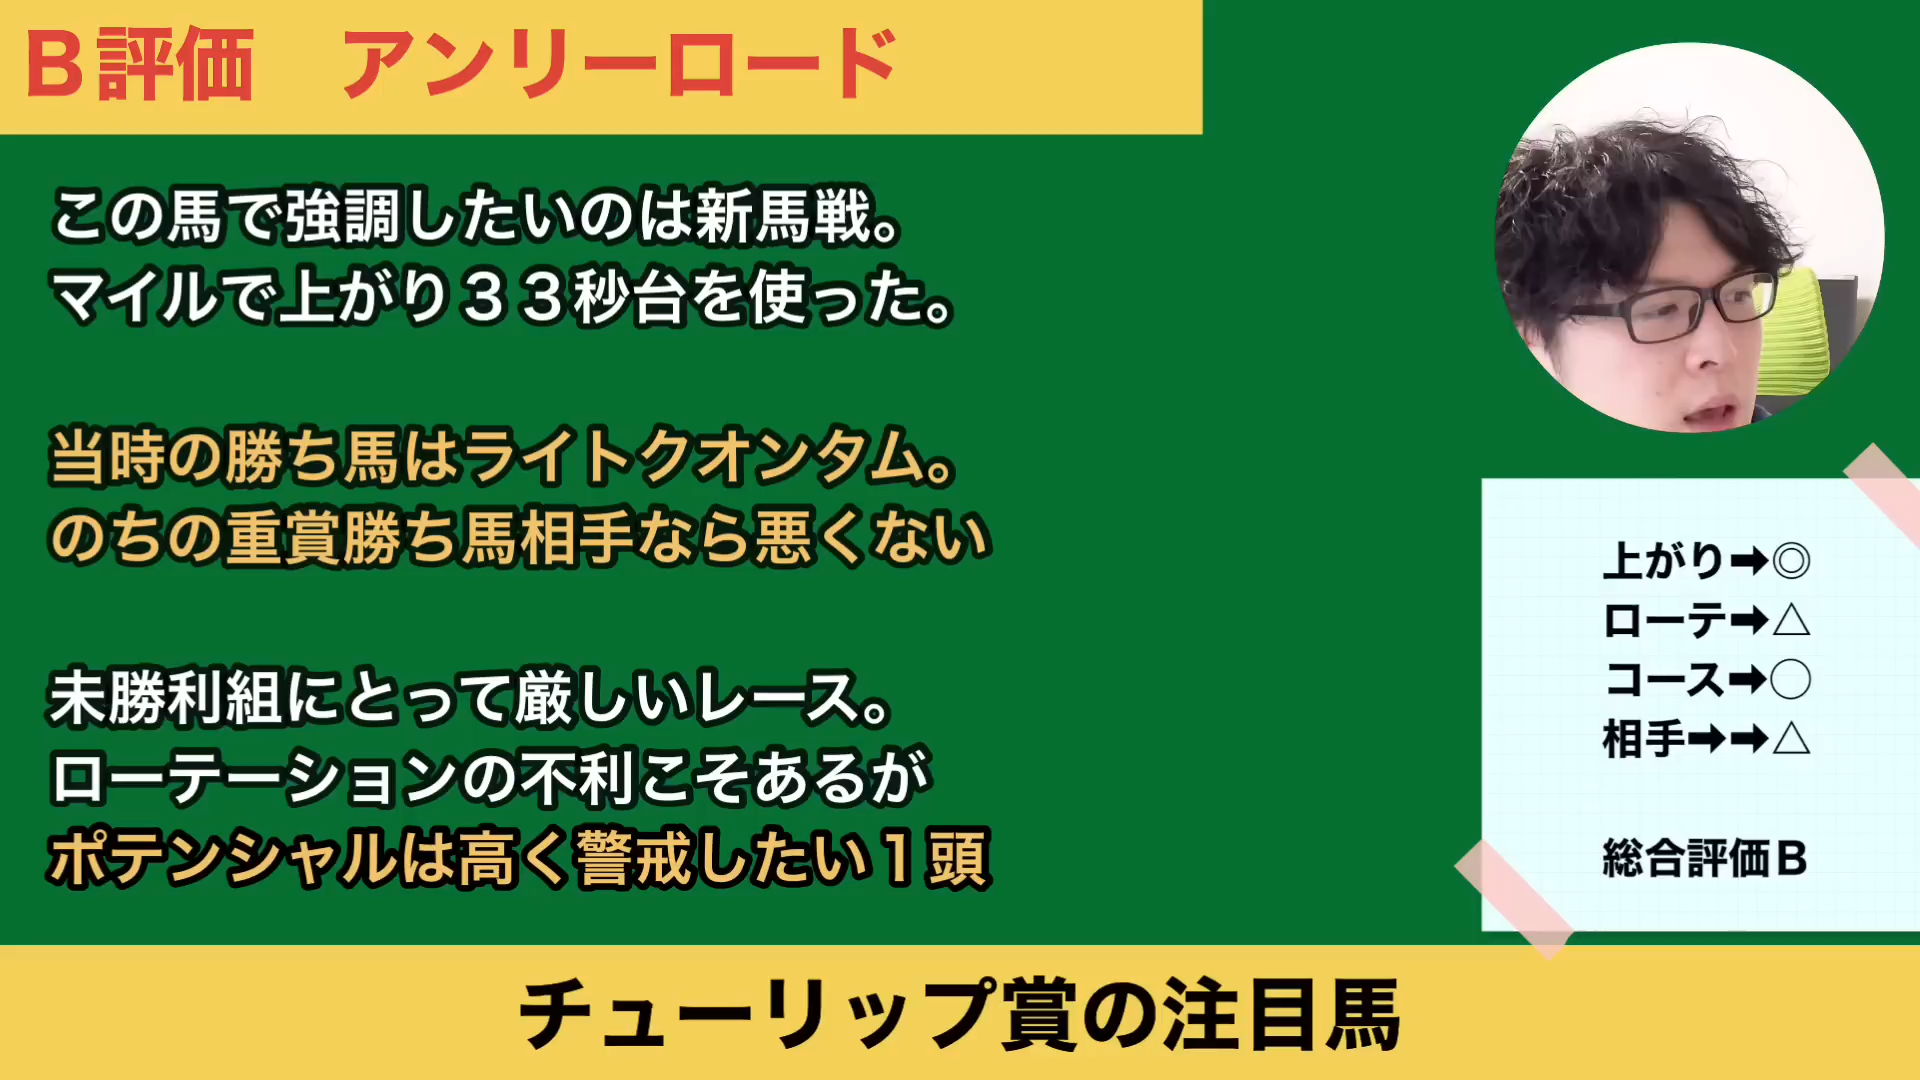 Ｂ評価　アンリーロード
この馬で強調したいのは新馬戦。
マイルで上がり３３秒台を使った。
当時の勝ち馬はライトクオンタム。
のちの重賞勝ち馬相手なら悪くない
未勝利組にとって厳しいレース。
ローテーションの不利こそあるが
ポテンシャルは高く警戒したい１頭
上がり➡◎
ローテ➡△
コース➡◯
相手➡➡△
総合評価Ｂ
チューリップ賞の注目馬